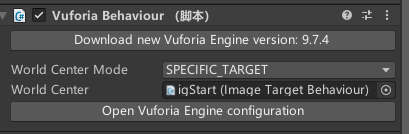 Vuforia Behaviour （脚本）
Download new Vuforia Engine version: 9.7.4
World Center Mode SPECIFIC_TARGET
World Center igStart (Image Target Behaviour)
Open Vuforia Engine configuration